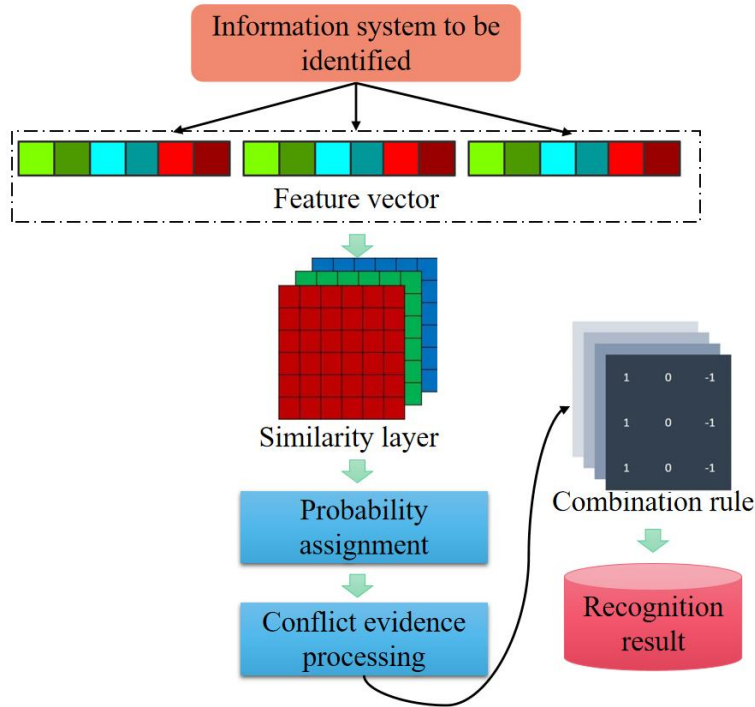 Information system to be
identified
Feature vector
Similarity layer
Probability
assignment
Conflict evidence
processing
1 0 -1
1 0 -1
1 0 -1
Combination rule
Recognition
result